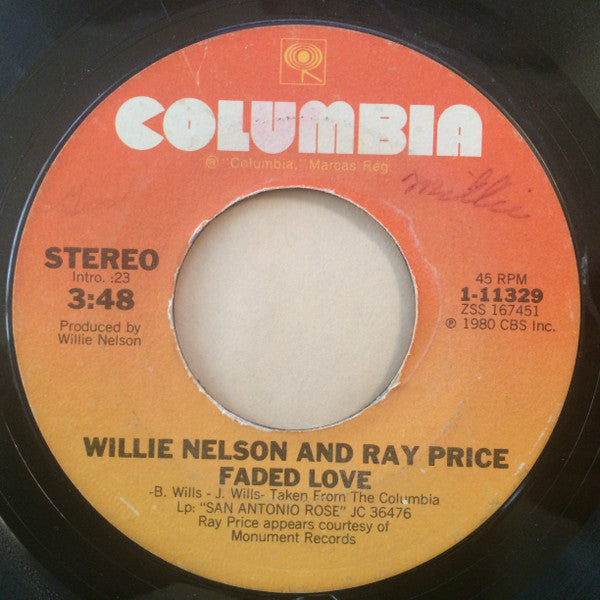 COLUMBIA
® "Columbia," Marcas Reg.
Millie
STEREO
Intro. :23
3:48
Produced by
Willie Nelson
45 RPM
1-11329
ZSS 167451
℗ 1980 CBS Inc.
WILLIE NELSON AND RAY PRICE
FADED LOVE
-B. Wills - J. Wills- Taken From The Columbia
Lp: "SAN ANTONIO ROSE" JC 36476
Ray Price appears courtesy of
Monument Records